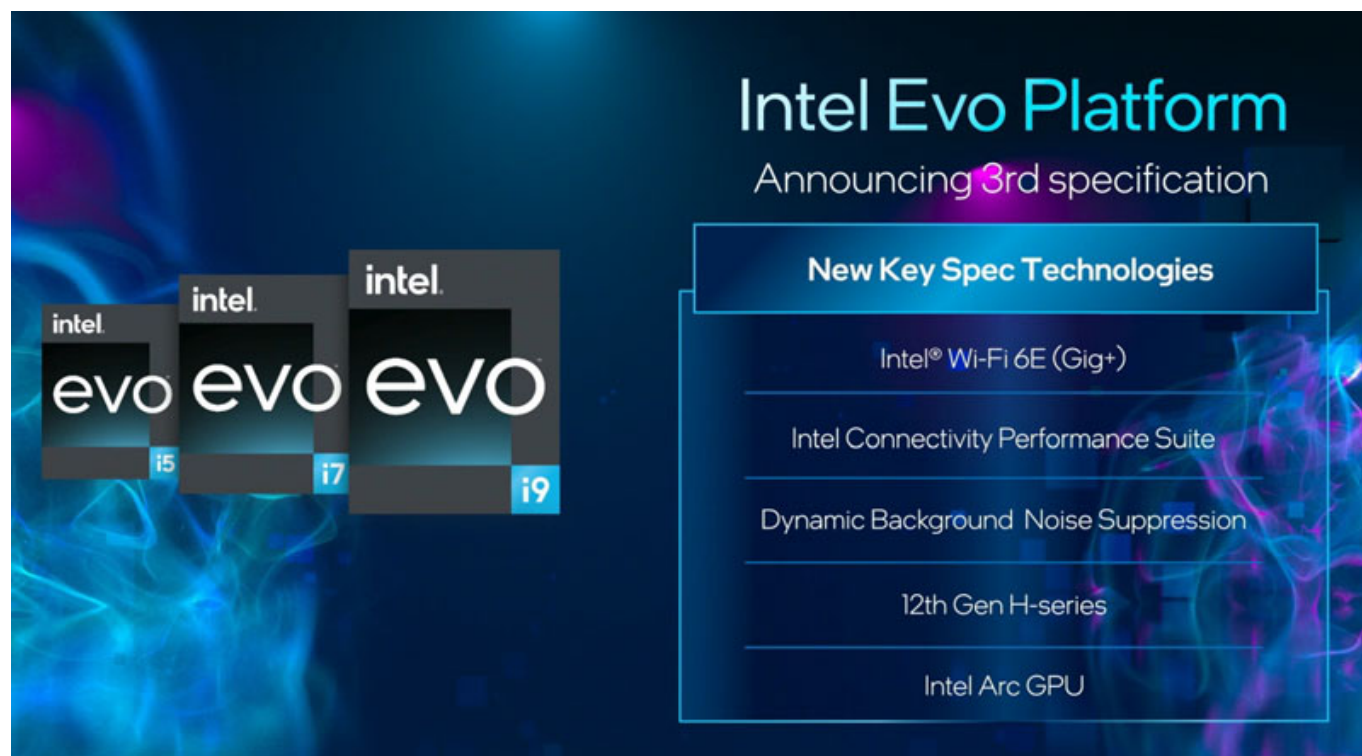 Intel Evo Platform
Announcing 3rd specification
New Key Spec Technologies
Intel® Wi-Fi 6E (Gig+)
Intel Connectivity Performance Suite
Dynamic Background Noise Suppression
12th Gen H-series
Intel Arc GPU
intel.
evo
i5
intel.
evo
i7
intel.
evo
i9